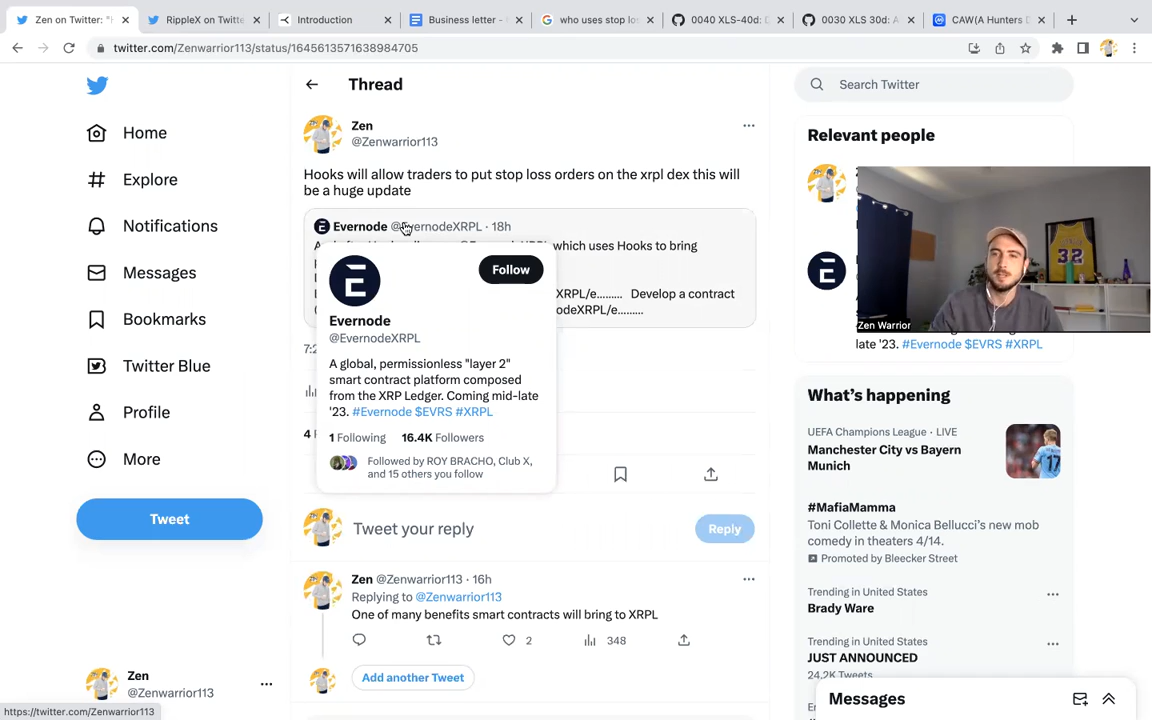 Zen on Twitter: "H
RippleX on Twitte
Introduction
Business letter -
who uses stop los
0040 XLS-40d:
0030 XLS 30d: A
CAW(A Hunters D
twitter.com/Zenwarrior113/status/1645613571638984705
Home
Explore
Notifications
Messages
Bookmarks
Twitter Blue
Profile
More
Tweet
Zen
@Zenwarrior113
https://twitter.com/Zenwarrior113
Thread
Zen
@Zenwarrior113
Hooks will allow traders to put stop loss orders on the xrpl dex this will
be a huge update
Evernode @EvernodeXRPL · 18h
which uses Hooks to bring
XRPL/e......... Develop a contract
odeXRPL/e.........
Follow
Evernode
@EvernodeXRPL
A global, permissionless "layer 2"
smart contract platform composed
from the XRP Ledger. Coming mid-late
'23. #Evernode $EVRS #XRPL
1 Following 16.4K Followers
Followed by ROY BRACHO, Club X,
and 15 others you follow
7:2
4
Tweet your reply
Reply
Zen @Zenwarrior113 · 16h
Replying to @Zenwarrior113
One of many benefits smart contracts will bring to XRPL
2
348
Add another Tweet
Search Twitter
Relevant people
32
Zen Warrior
late '23. #Evernode $EVRS #XRPL
What's happening
UEFA Champions League · LIVE
Manchester City vs Bayern
Munich
17
#MafiaMamma
Toni Collette & Monica Bellucci's new mob
comedy in theaters 4/14.
Promoted by Bleecker Street
Trending in United States
Brady Ware
Trending in United States
JUST ANNOUNCED
24.2K Tweets
Messages